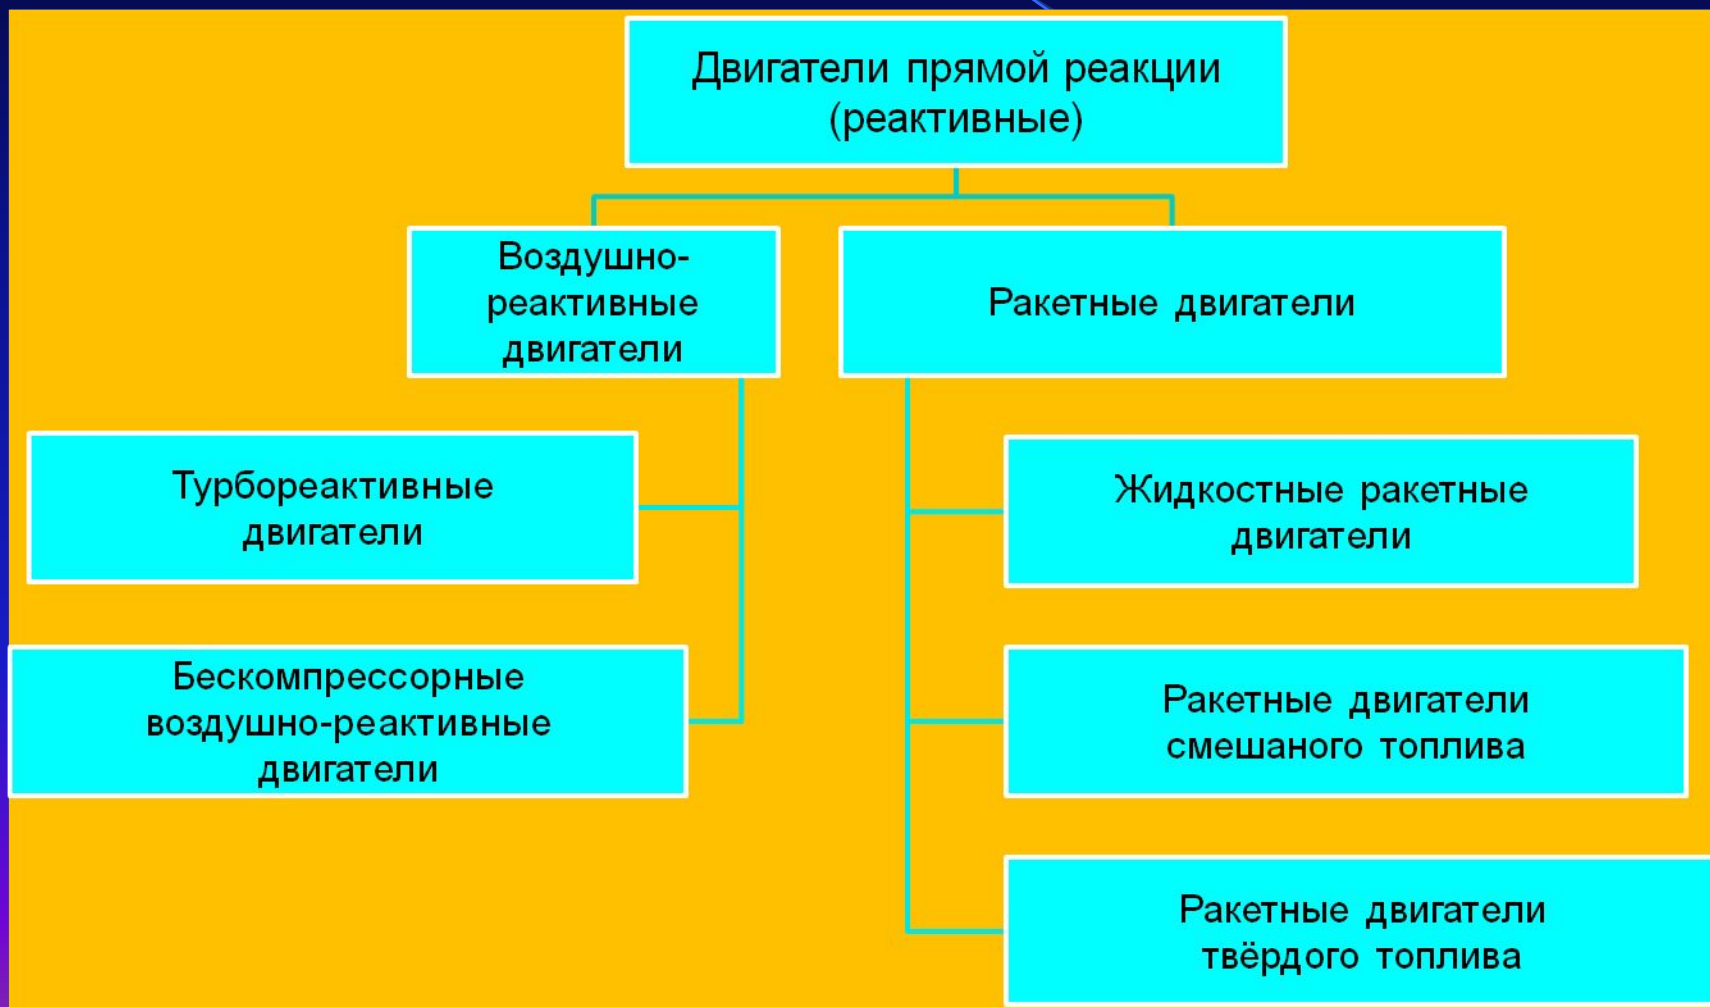 Двигатели прямой реакции
(реактивные)
Воздушно-
реактивные
двигатели
Ракетные двигатели
Турбореактивные
двигатели
Бескомпрессорные
воздушно-реактивные
двигатели
Жидкостные ракетные
двигатели
Ракетные двигатели
смешаного топлива
Ракетные двигатели
твёрдого топлива